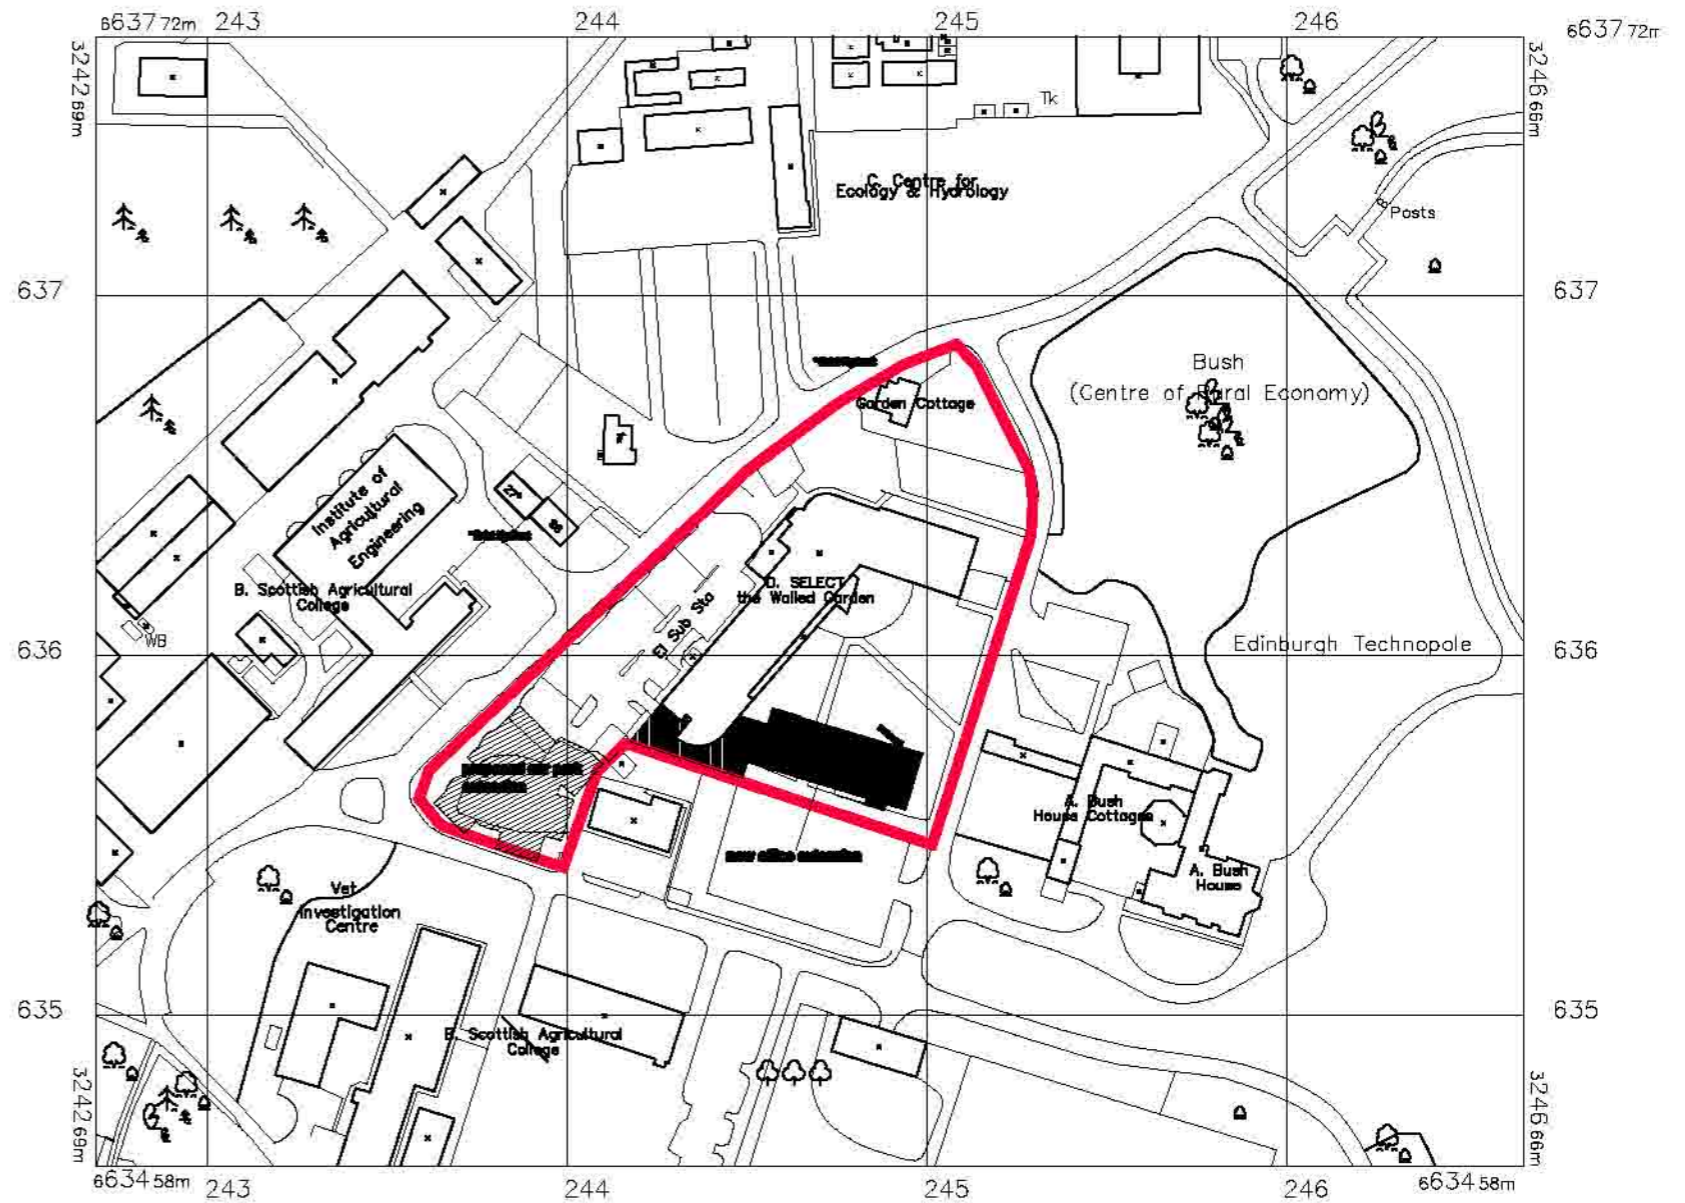 663772m
243
244
245
246
663772m
324269m
324666m
Tk
C. Centre for
Ecology & Hydrology
Posts
637
637
Bush
(Centre of Rural Economy)
Garden Cottage
Institute of
Agricultural
Engineering
27
B. Scottish Agricultural
College
D. SELECT
the Walled Garden
El Sub Sta
WB
636
636
Edinburgh Technopole
A. Bush
House Cottages
new office extension
A. Bush
House
Vet
Investigation
Centre
635
635
B. Scottish Agricultural
College
324269m
324666m
663458m
243
244
245
246
663458m